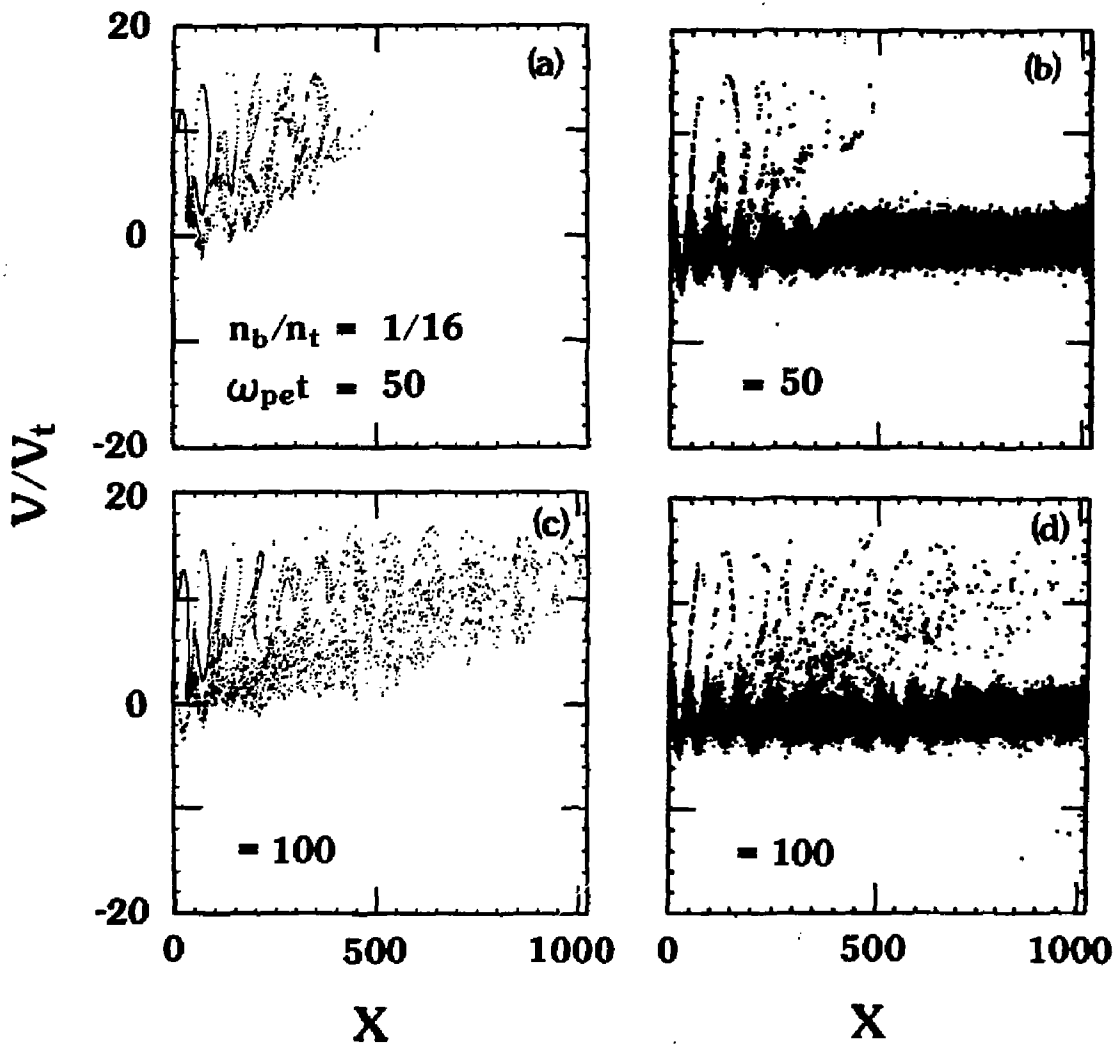 20
0
-20
(a)
n_b/n_t = 1/16
ω_pe t = 50
(b)
= 50
V/V_t
20
0
-20
(c)
= 100
(d)
= 100
0
500
1000
0
500
1000
X
X